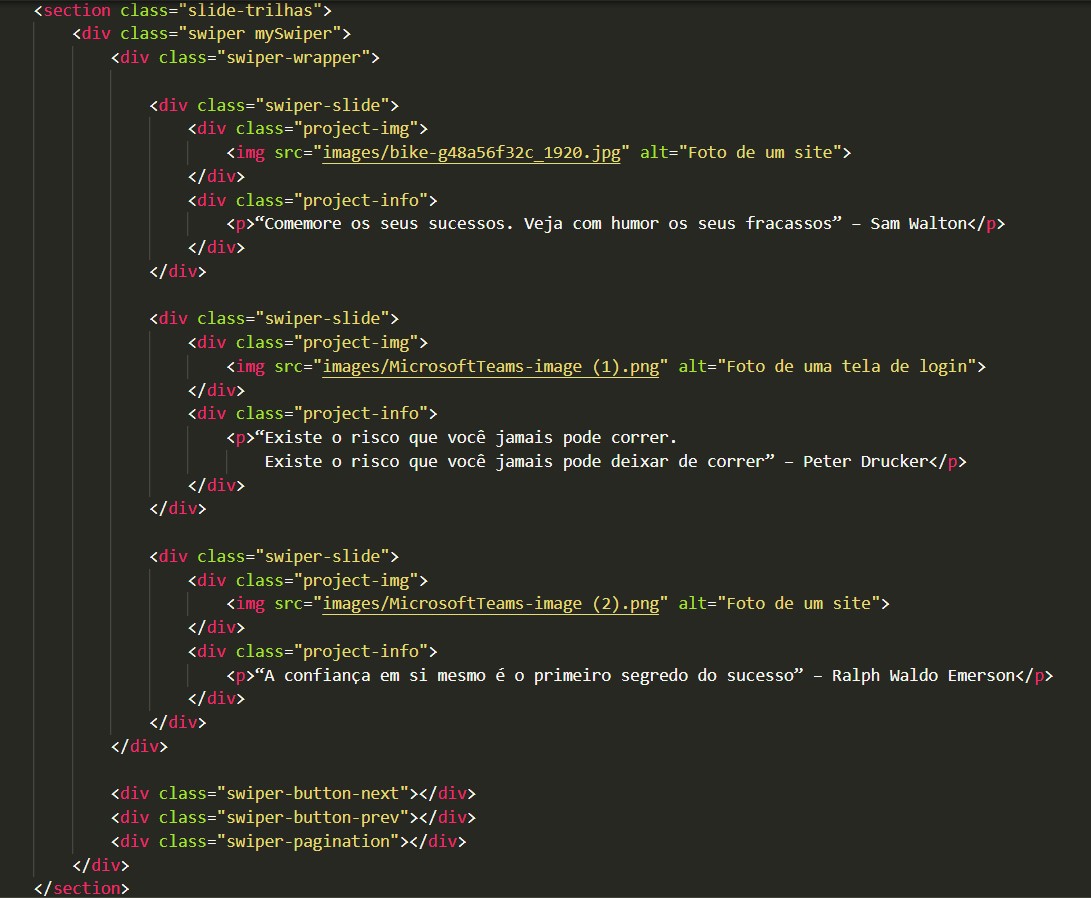 <section class="slide-trilhas">
<div class="swiper mySwiper">
<div class="swiper-wrapper">
<div class="swiper-slide">
<div class="project-img">
<img src="images/bike-g48a56f32c_1920.jpg" alt="Foto de um site">
</div>
<div class="project-info">
<p>“Comemore os seus sucessos. Veja com humor os seus fracassos” – Sam Walton</p>
</div>
</div>
<div class="swiper-slide">
<div class="project-img">
<img src="images/MicrosoftTeams-image (1).png" alt="Foto de uma tela de login">
</div>
<div class="project-info">
<p>“Existe o risco que você jamais pode correr.
Existe o risco que você jamais pode deixar de correr” – Peter Drucker</p>
</div>
</div>
<div class="swiper-slide">
<div class="project-img">
<img src="images/MicrosoftTeams-image (2).png" alt="Foto de um site">
</div>
<div class="project-info">
<p>“A confiança em si mesmo é o primeiro segredo do sucesso” – Ralph Waldo Emerson</p>
</div>
</div>
</div>
<div class="swiper-button-next"></div>
<div class="swiper-button-prev"></div>
<div class="swiper-pagination"></div>
</div>
</section>